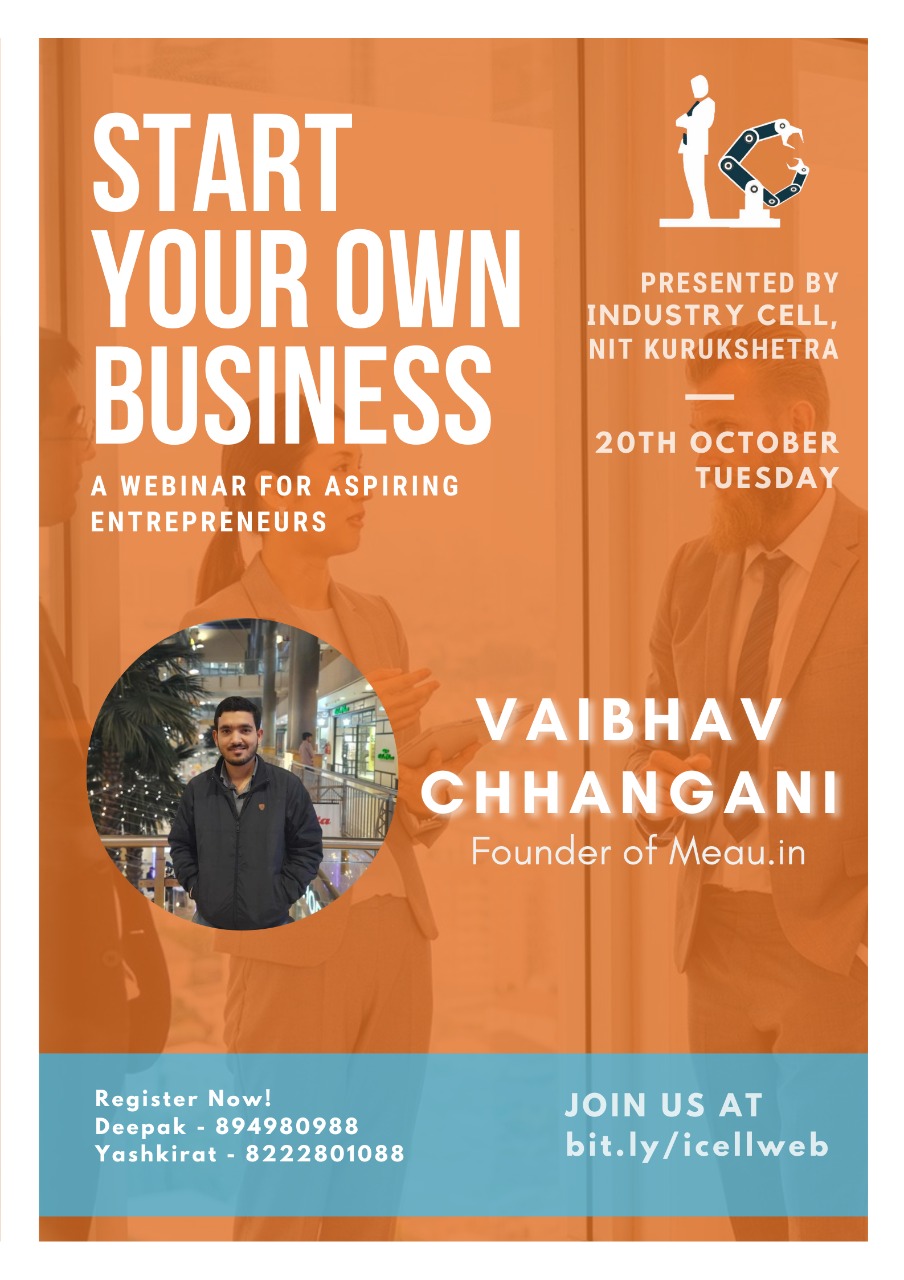 START
YOUR OWN
BUSINESS
A WEBINAR FOR ASPIRING
ENTREPRENEURS
PRESENTED BY
INDUSTRY CELL,
NIT KURUKSHETRA
20TH OCTOBER
TUESDAY
VAIBHAV
CHHANGANI
Founder of Meau.in
Register Now!
Deepak - 894980988
Yashkirat - 8222801088
JOIN US AT
bit.ly/icellweb